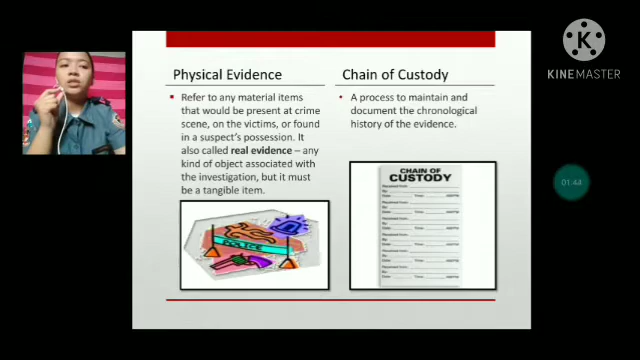 KINEMASTER
Physical Evidence
Refer to any material items
that would be present at crime
scene, on the victims, or found
in a suspect's possession. It
also called real evidence – any
kind of object associated with
the investigation, but it must
be a tangible item.
POLICE
Chain of Custody
A process to maintain and
document the chronological
history of the evidence.
CHAIN OF
CUSTODY
01:44